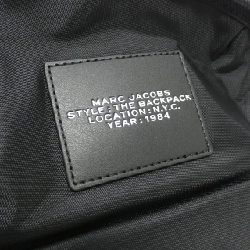 MARC JACOBS
STYLE : THE BACKPACK
LOCATION : N.Y.C.
YEAR : 1984